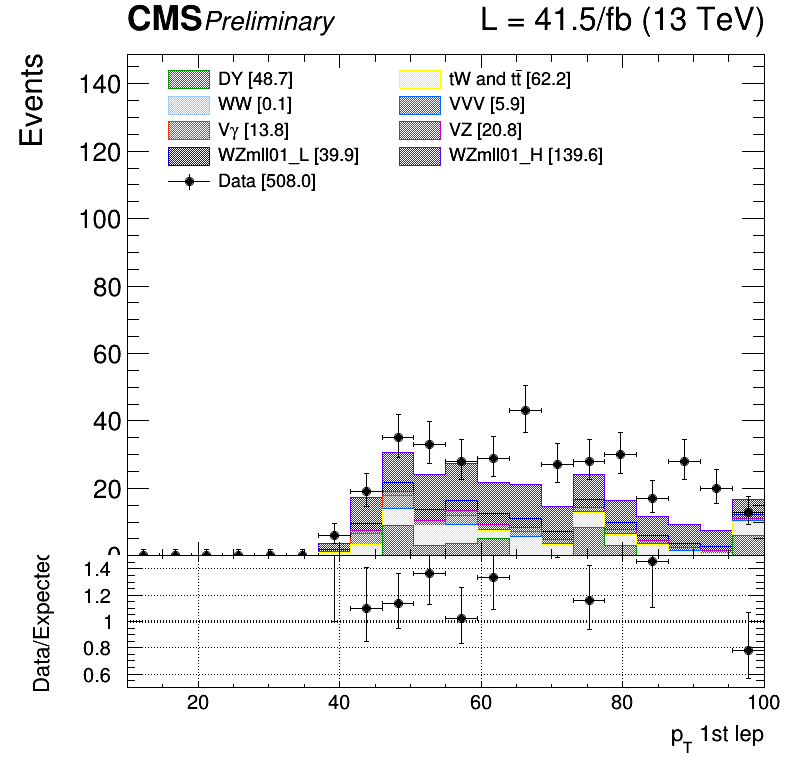 CMS Preliminary L = 41.5/fb (13 TeV)
Events
140
120
100
80
60
40
20
0
DY [48.7]
tW and tt̄ [62.2]
WW [0.1]
VVV [5.9]
Vγ [13.8]
VZ [20.8]
WZmll01_L [39.9]
WZmll01_H [139.6]
Data [508.0]
Data/Expected
1.4
1.2
1
0.8
0.6
20 40 60 80 100
p_T 1st lep